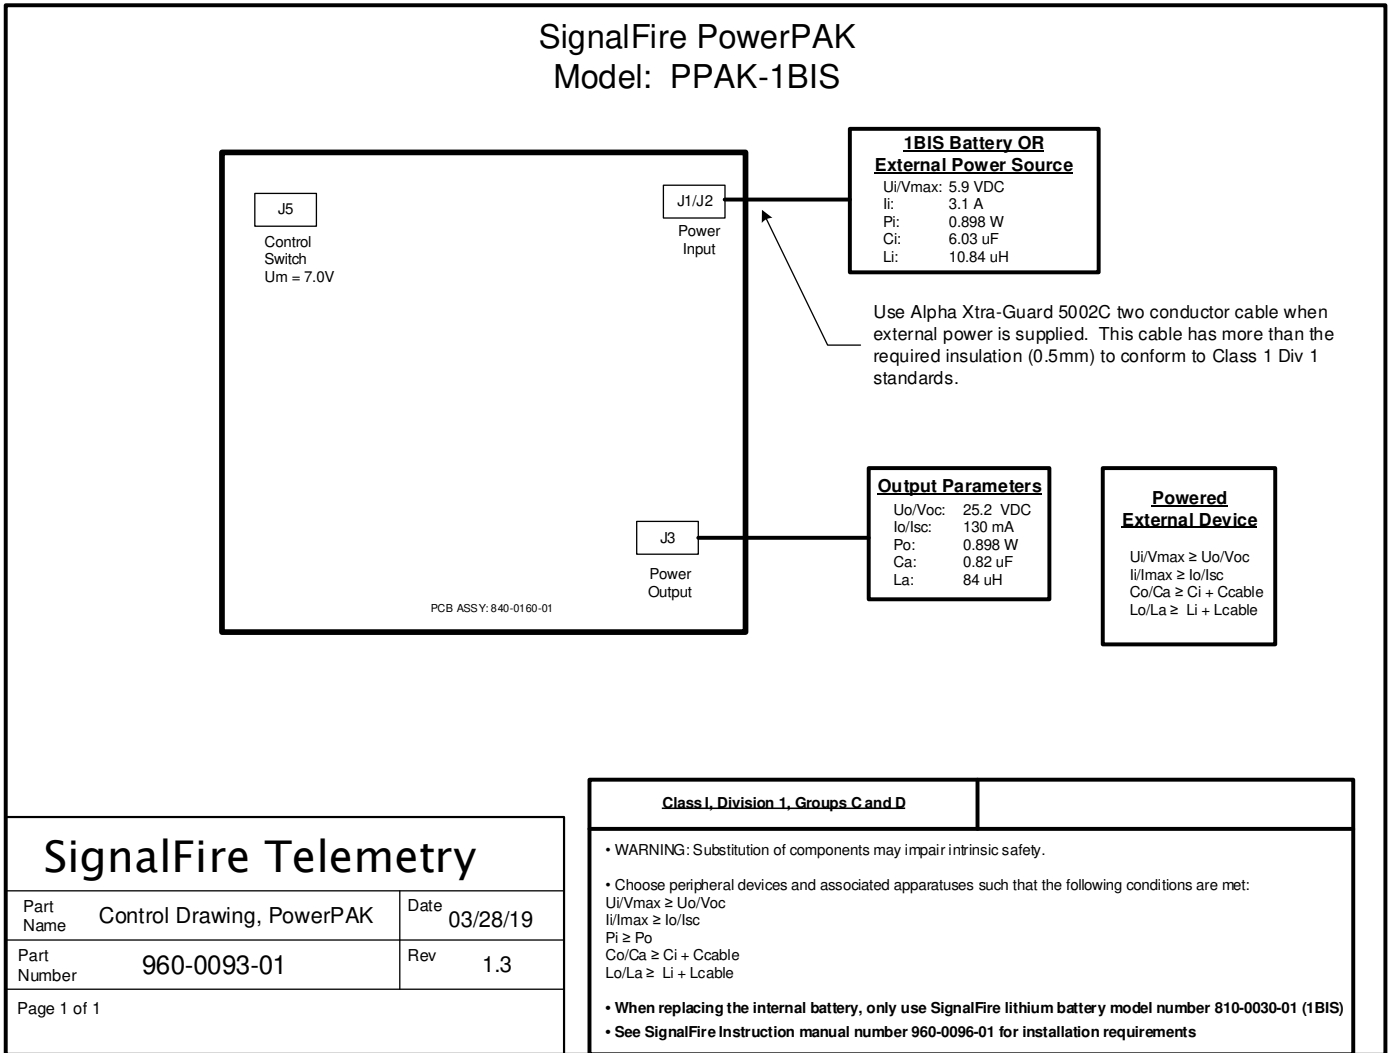 SignalFire PowerPAK
Model: PPAK-1BIS
J5
Control
Switch
Um = 7.0V
J1/J2
Power
Input
1BIS Battery OR
External Power Source
Ui/Vmax: 5.9 VDC
Ii: 3.1 A
Pi: 0.898 W
Ci: 6.03 uF
Li: 10.84 uH
Use Alpha Xtra-Guard 5002C two conductor cable when
external power is supplied. This cable has more than the
required insulation (0.5mm) to conform to Class 1 Div 1
standards.
J3
Power
Output
PCB ASSY: 840-0160-01
Output Parameters
Uo/Voc: 25.2 VDC
Io/Isc: 130 mA
Po: 0.898 W
Ca: 0.82 uF
La: 84 uH
Powered
External Device
Ui/Vmax ≥ Uo/Voc
Ii/Imax ≥ Io/Isc
Co/Ca ≥ Ci + Ccable
Lo/La ≥ Li + Lcable
SignalFire Telemetry
Part
Name
Control Drawing, PowerPAK
Date
03/28/19
Part
Number
960-0093-01
Rev
1.3
Page 1 of 1
Class I, Division 1, Groups C and D
• WARNING: Substitution of components may impair intrinsic safety.
• Choose peripheral devices and associated apparatuses such that the following conditions are met:
Ui/Vmax ≥ Uo/Voc
Ii/Imax ≥ Io/Isc
Pi ≥ Po
Co/Ca ≥ Ci + Ccable
Lo/La ≥ Li + Lcable
• When replacing the internal battery, only use SignalFire lithium battery model number 810-0030-01 (1BIS)
• See SignalFire Instruction manual number 960-0096-01 for installation requirements